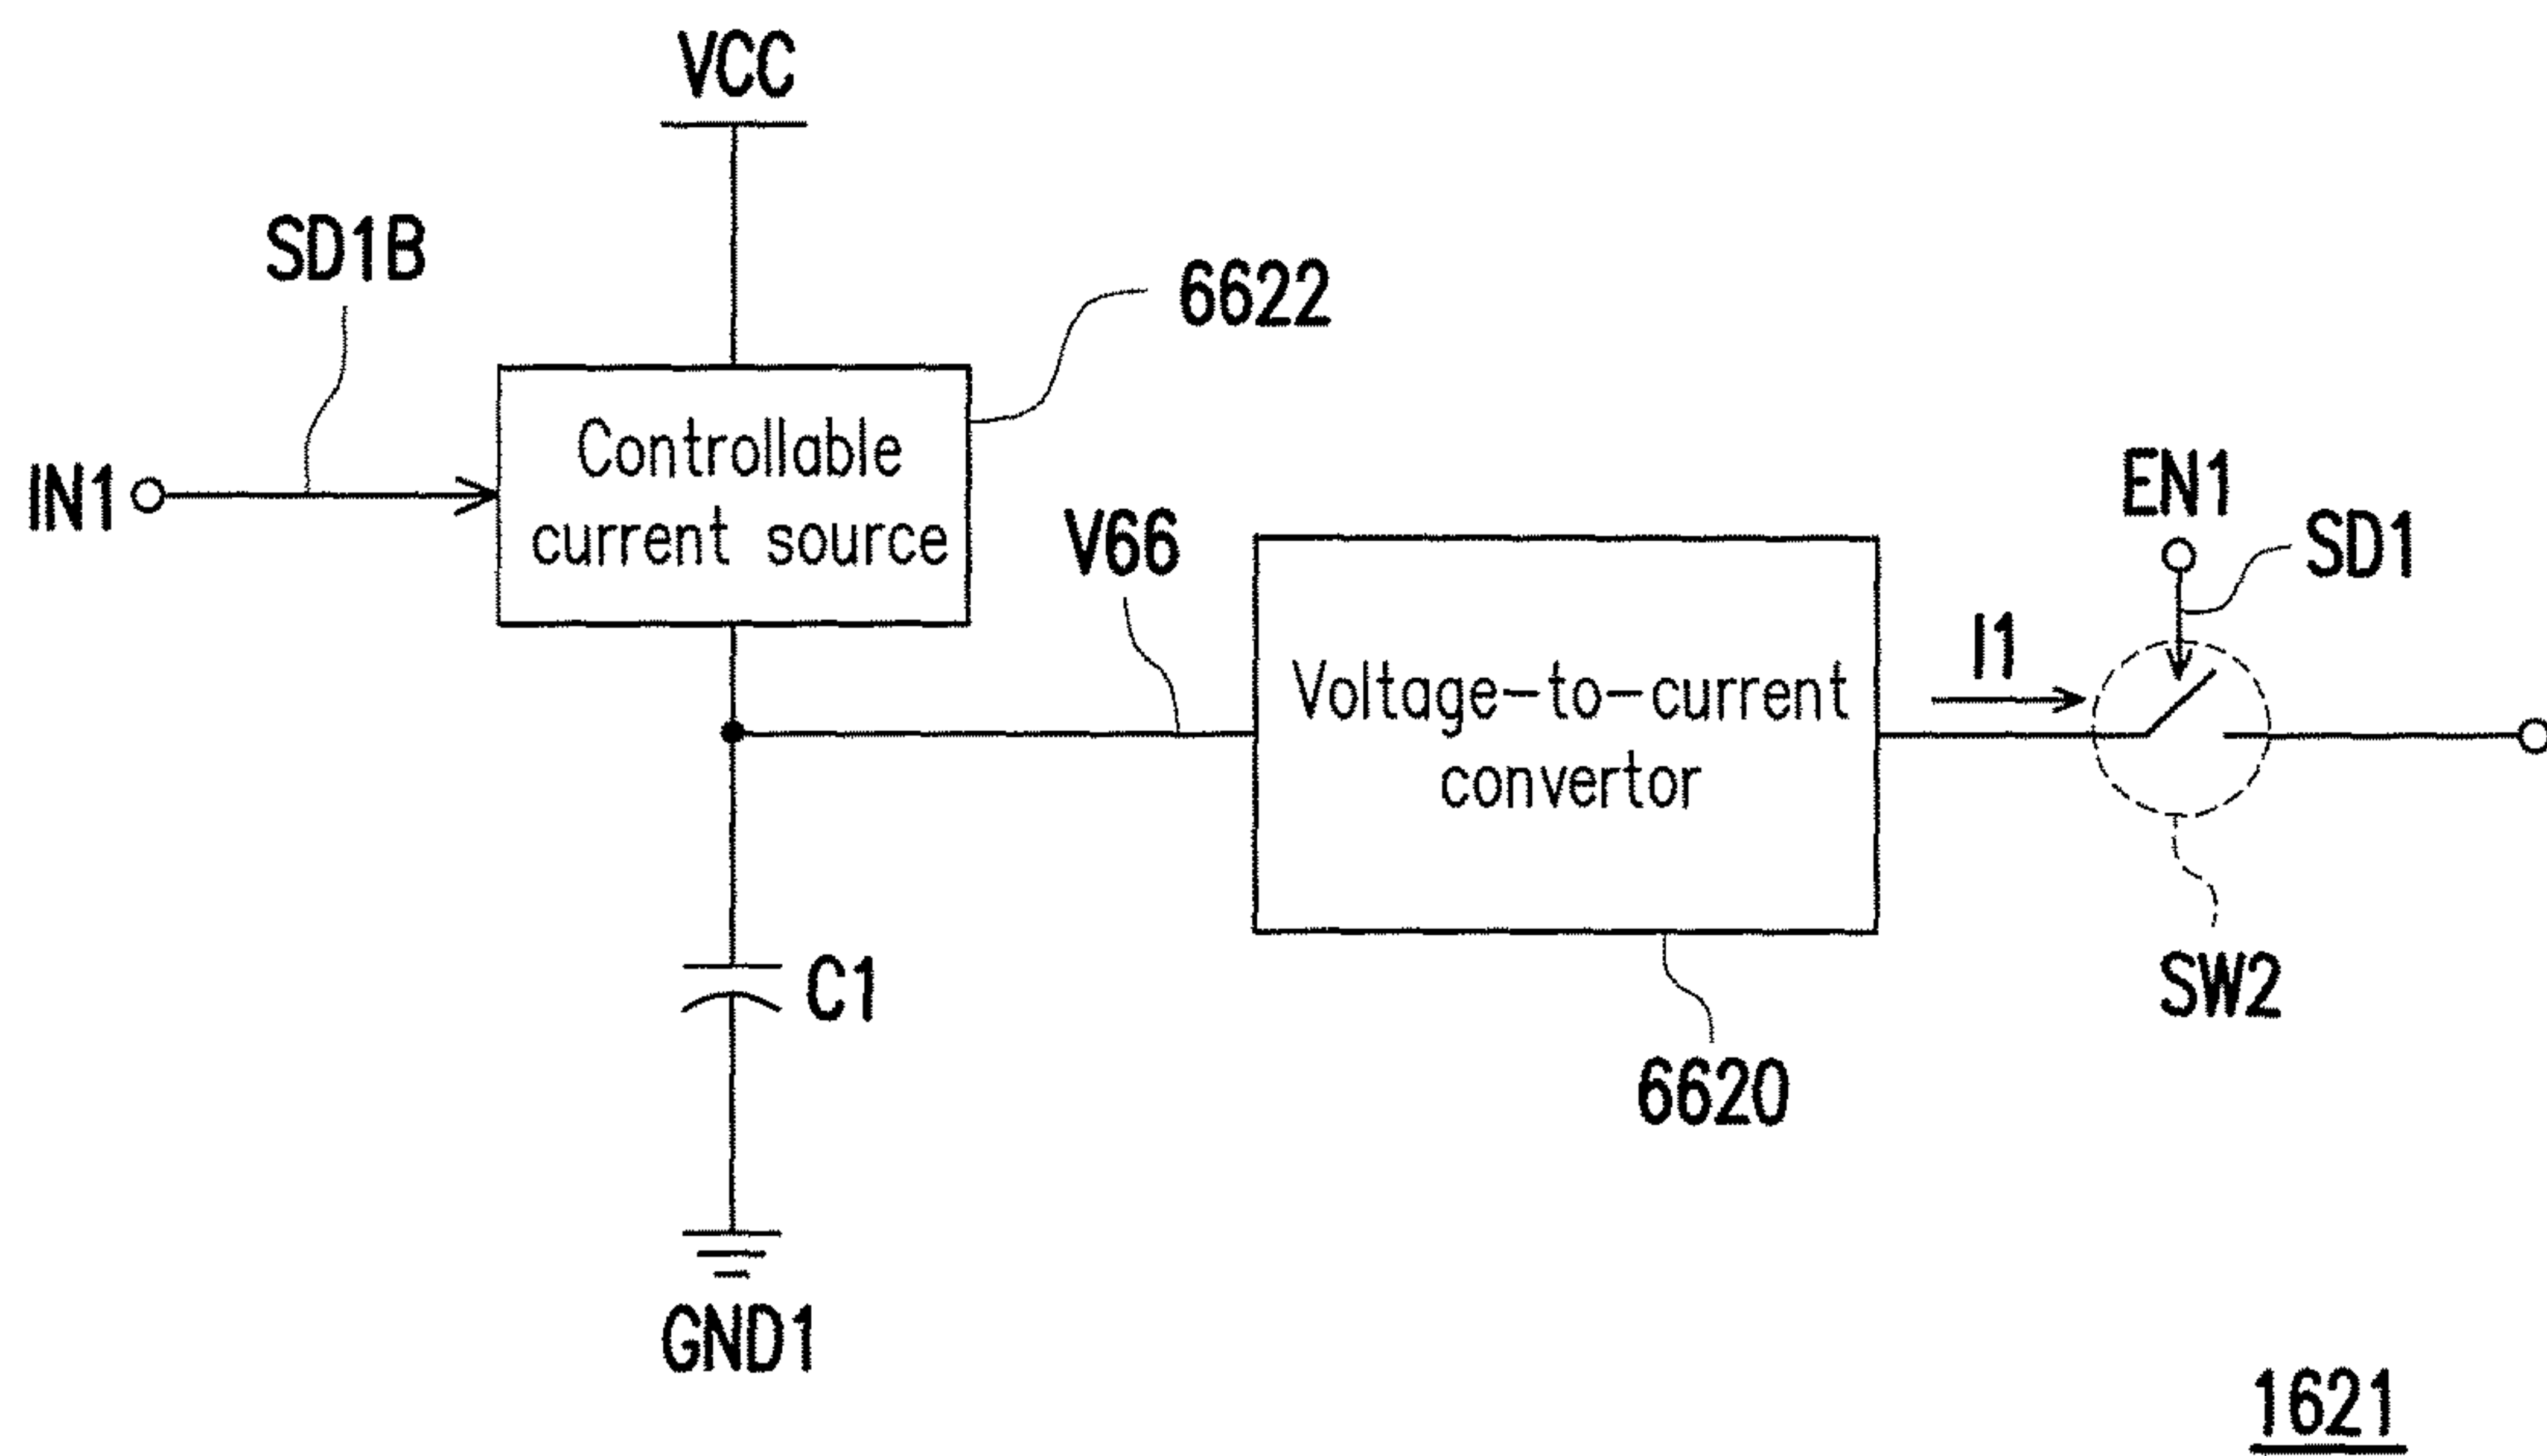 VCC
SD1B
6622
IN1
Controllable
current source
V66
EN1
SD1
I1
Voltage-to-current
convertor
C1
SW2
6620
GND1
1621